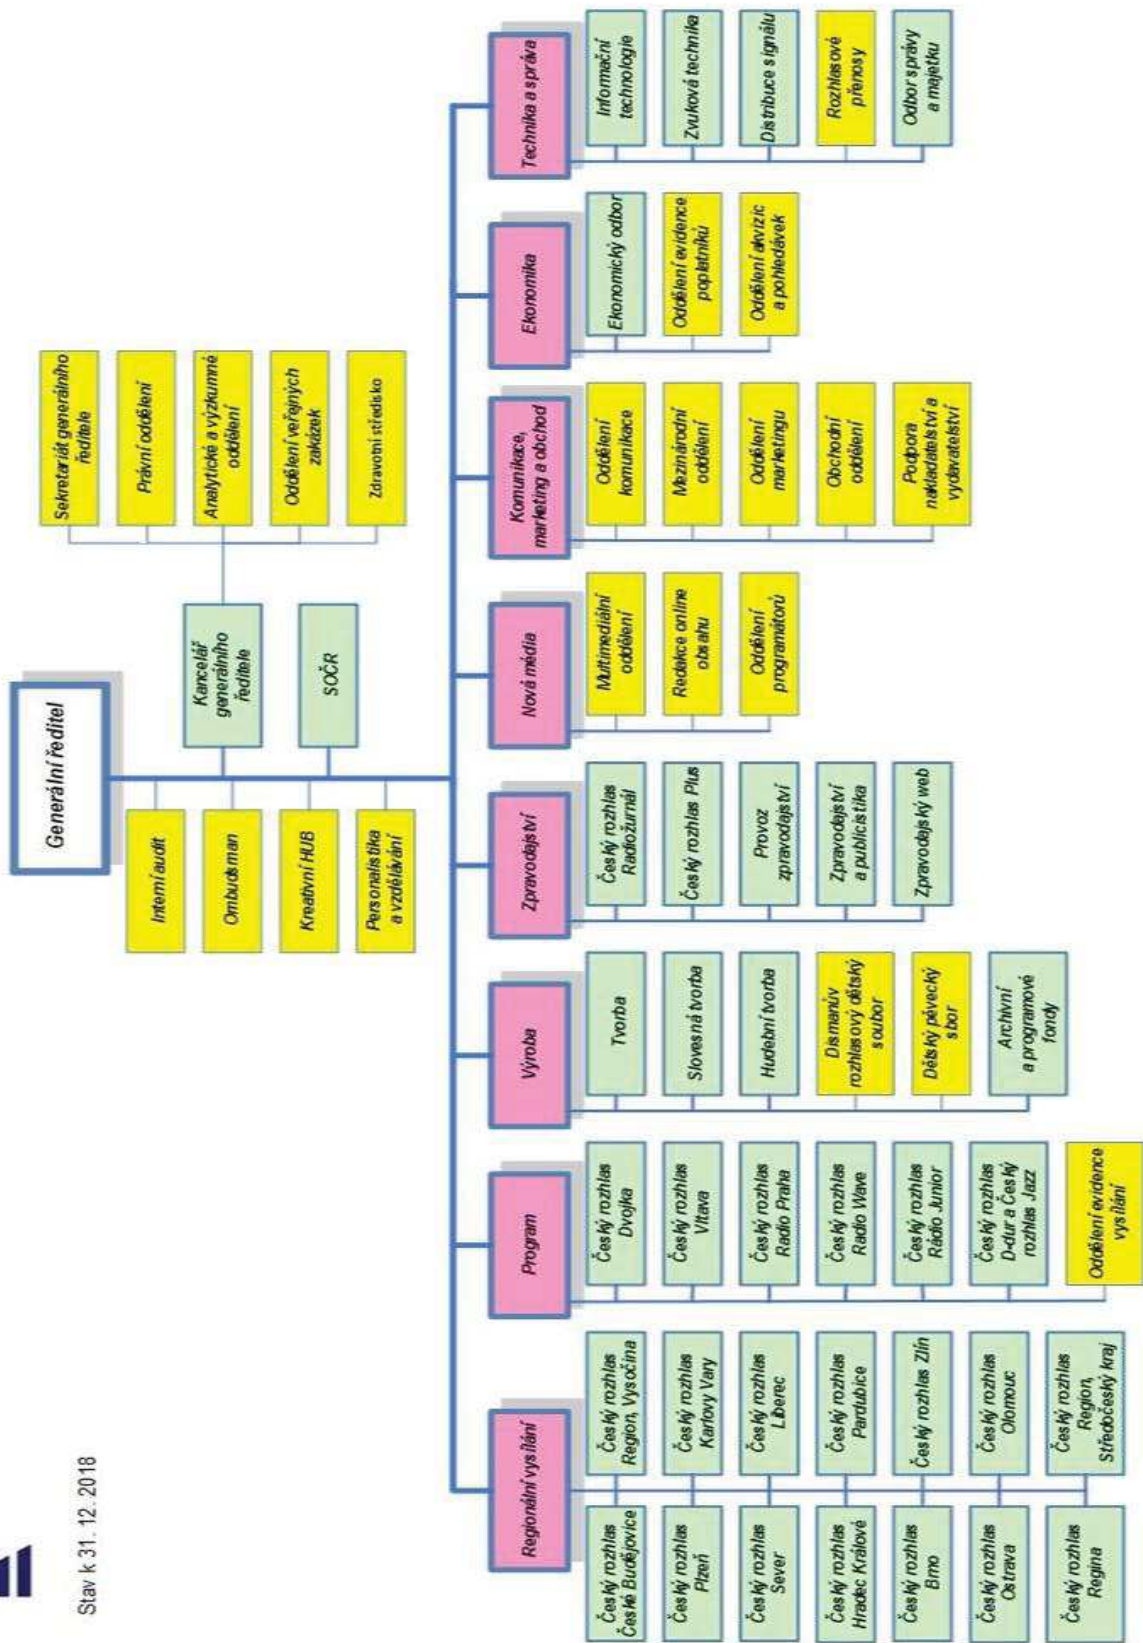 Stav k 31. 12. 2018
Generální ředitel
Interní audit
Ombudsman
Kreativní HUB
Personalistika
a vzdělávání
Kancelář
generálního
ředitele
SOČR
Sekretariát generálního
ředitele
Právní oddělení
Analytické a výzkumné
oddělení
Oddělení veřejných
zakázek
Zdravotní středisko
Regionální vysílání
Český rozhlas
České Budějovice
Český rozhlas
Plzeň
Český rozhlas
Sever
Český rozhlas
Hradec Králové
Český rozhlas
Brno
Český rozhlas
Ostrava
Český rozhlas
Regina
Český rozhlas
Region, Vysočina
Český rozhlas
Karlovy Vary
Český rozhlas
Liberec
Český rozhlas
Pardubice
Český rozhlas Zlín
Český rozhlas
Olomouc
Český rozhlas
Region,
Středočeský kraj
Program
Český rozhlas
Dvojka
Český rozhlas
Vltava
Český rozhlas
Radio Praha
Český rozhlas
Radio Wave
Český rozhlas
Rádio Junior
Český rozhlas
D-dur a Český
rozhlas Jazz
Oddělení evidence
vysílání
Výroba
Tvorba
Slovesná tvorba
Hudební tvorba
Dismanův
rozhlasový dětský
soubor
Dětský pěvecký
sbor
Archivní
a programové
fondy
Zpravodajství
Český rozhlas
Radiožurnál
Český rozhlas Plus
Provoz
zpravodajství
Zpravodajství
a publicistika
Zpravodajský web
Nová média
Multimediální
oddělení
Redakce online
obsahu
Oddělení
programátorů
Komunikace,
marketing a obchod
Oddělení
komunikace
Mezinárodní
oddělení
Oddělení
marketingu
Obchodní
oddělení
Podpora
nakladatelství a
vydavatelství
Ekonomika
Ekonomický odbor
Oddělení evidence
poplatníků
Oddělení akvizic
a pohledávek
Technika a správa
Informační
technologie
Zvuková technika
Distribuce signálu
Rozhlasové
přenosy
Odbor správy
a majetku